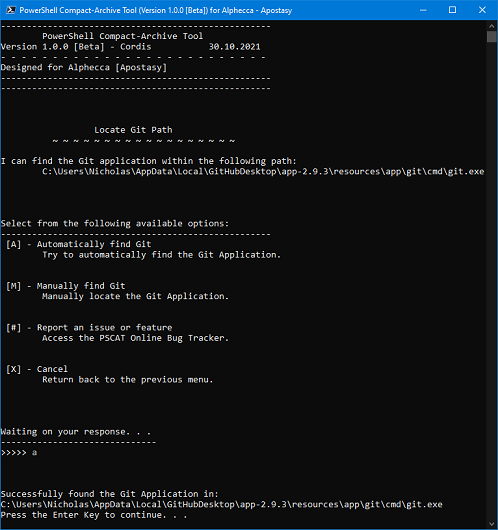 PowerShell Compact-Archive Tool (Version 1.0.0 [Beta]) for Alphecca - Apostasy
------------------------------------------------------
PowerShell Compact-Archive Tool
Version 1.0.0 [Beta] - Cordis 30.10.2021
- - - - - - - - - - - - - - - - - - - - - - - - - - -
Designed for Alphecca [Apostasy]
------------------------------------------------------
------------------------------------------------------
Locate Git Path
~ ~ ~ ~ ~ ~ ~ ~ ~ ~ ~ ~ ~ ~ ~ ~ ~ ~
I can find the Git application within the following path:
C:\Users\Nicholas\AppData\Local\GitHubDesktop\app-2.9.3\resources\app\git\cmd\git.exe
Select from the following available options:
------------------------------------------------------
[A] - Automatically find Git
Try to automatically find the Git Application.
[M] - Manually find Git
Manually locate the Git Application.
[#] - Report an issue or feature
Access the PSCAT Online Bug Tracker.
[X] - Cancel
Return back to the previous menu.
Waiting on your response. . .
------------------------------
>>>>> a
Successfully found the Git Application in:
C:\Users\Nicholas\AppData\Local\GitHubDesktop\app-2.9.3\resources\app\git\cmd\git.exe
Press the Enter Key to continue. . .